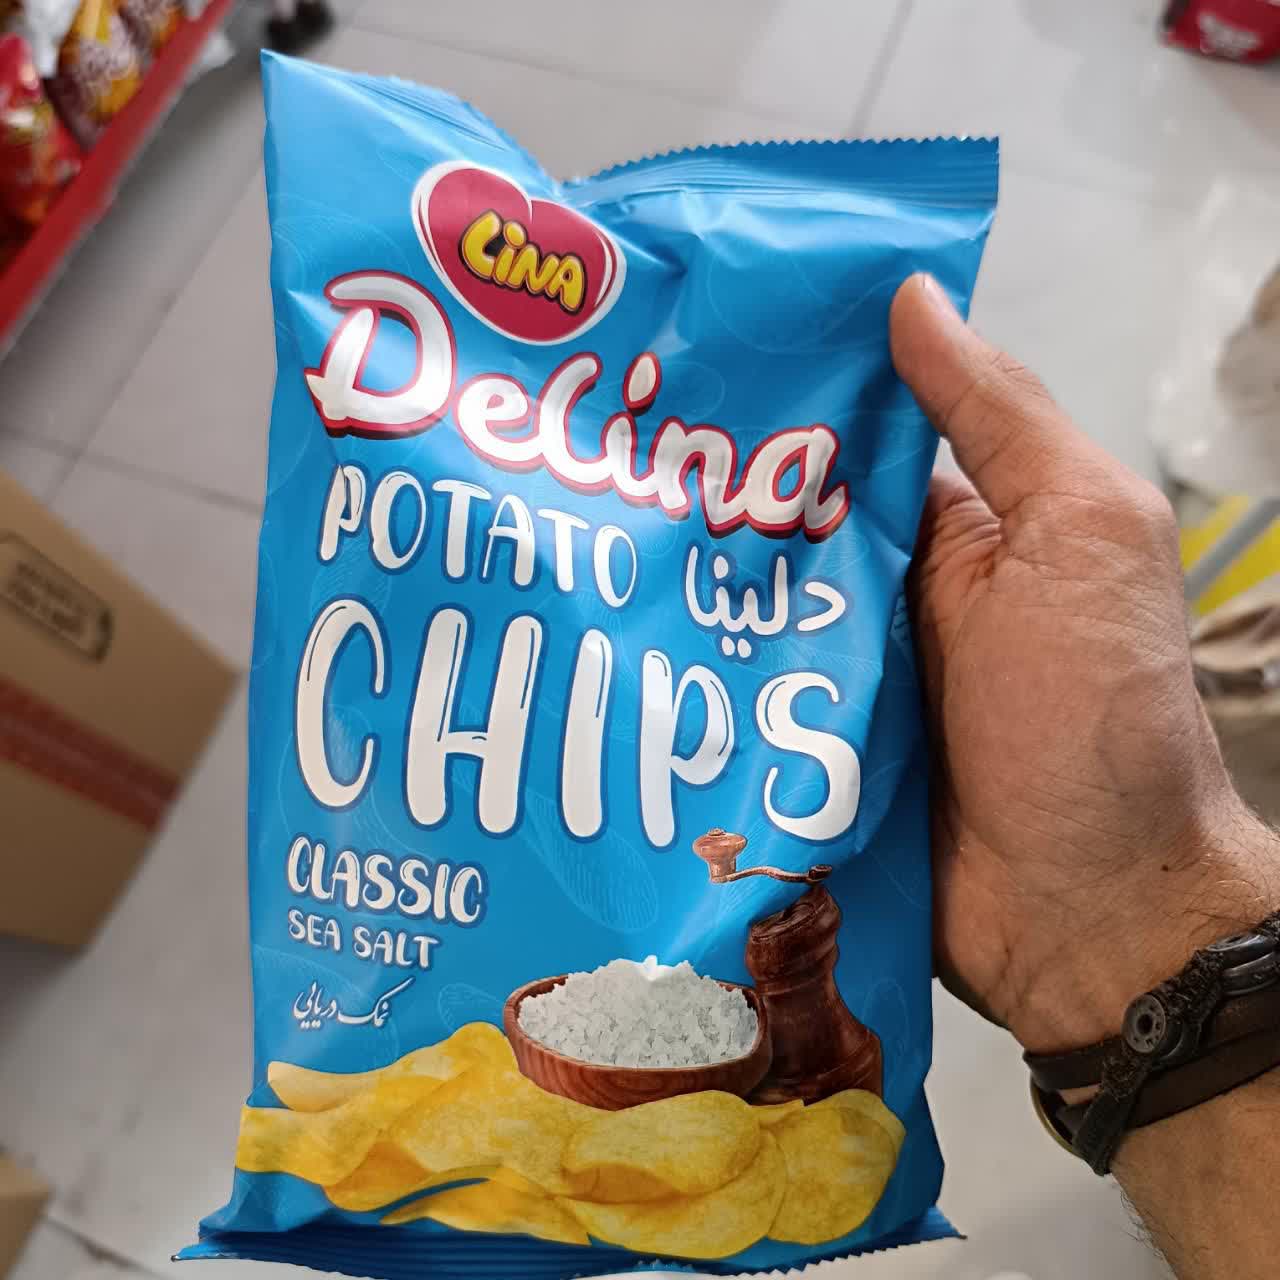 LINA
Delina
POTATO
دلینا
CHIPS
CLASSIC
SEA SALT
نمک دریایی